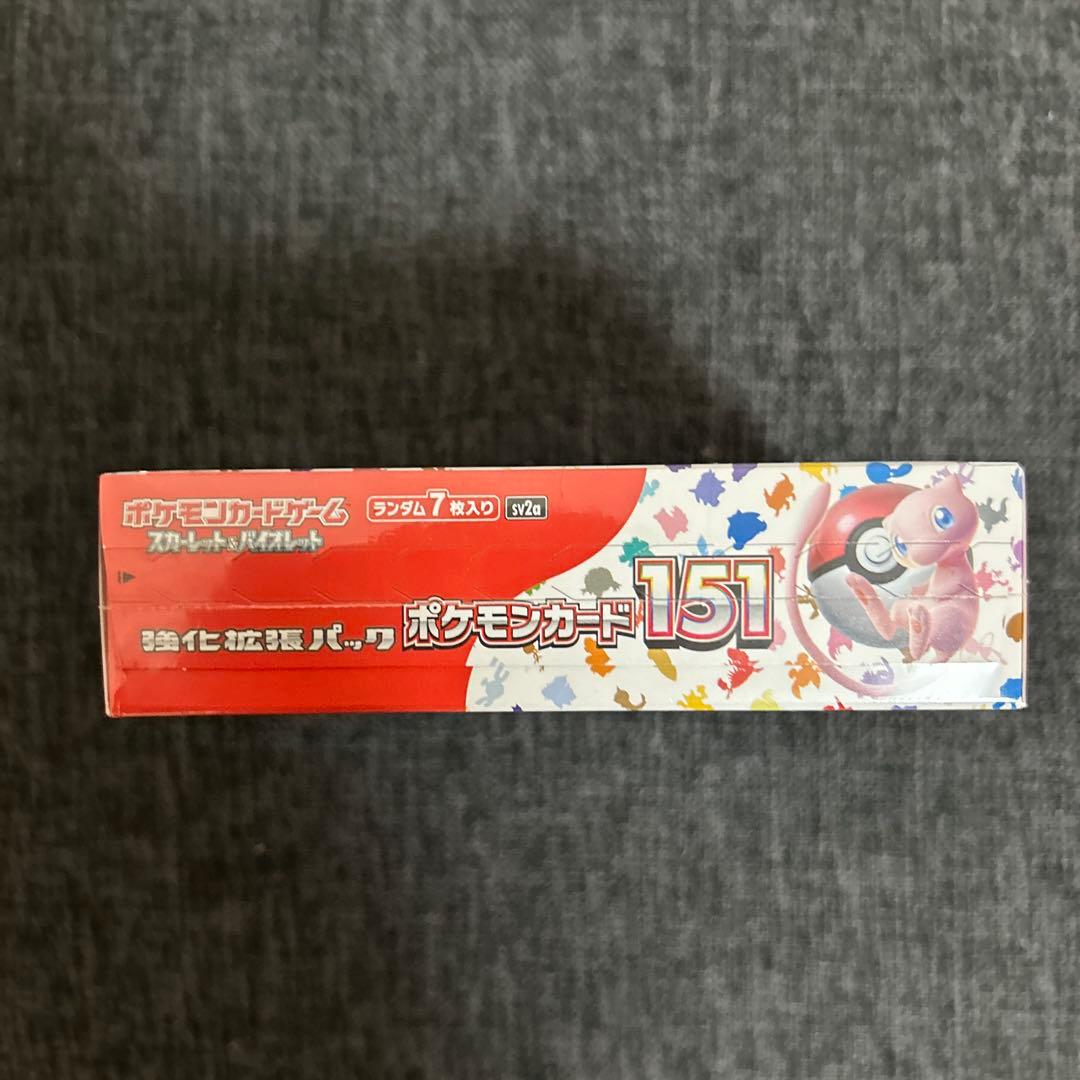 ポケモンカードゲーム
スカーレット&バイオレット
ランダム7枚入り
sv2a
強化拡張パック
ポケモンカード151